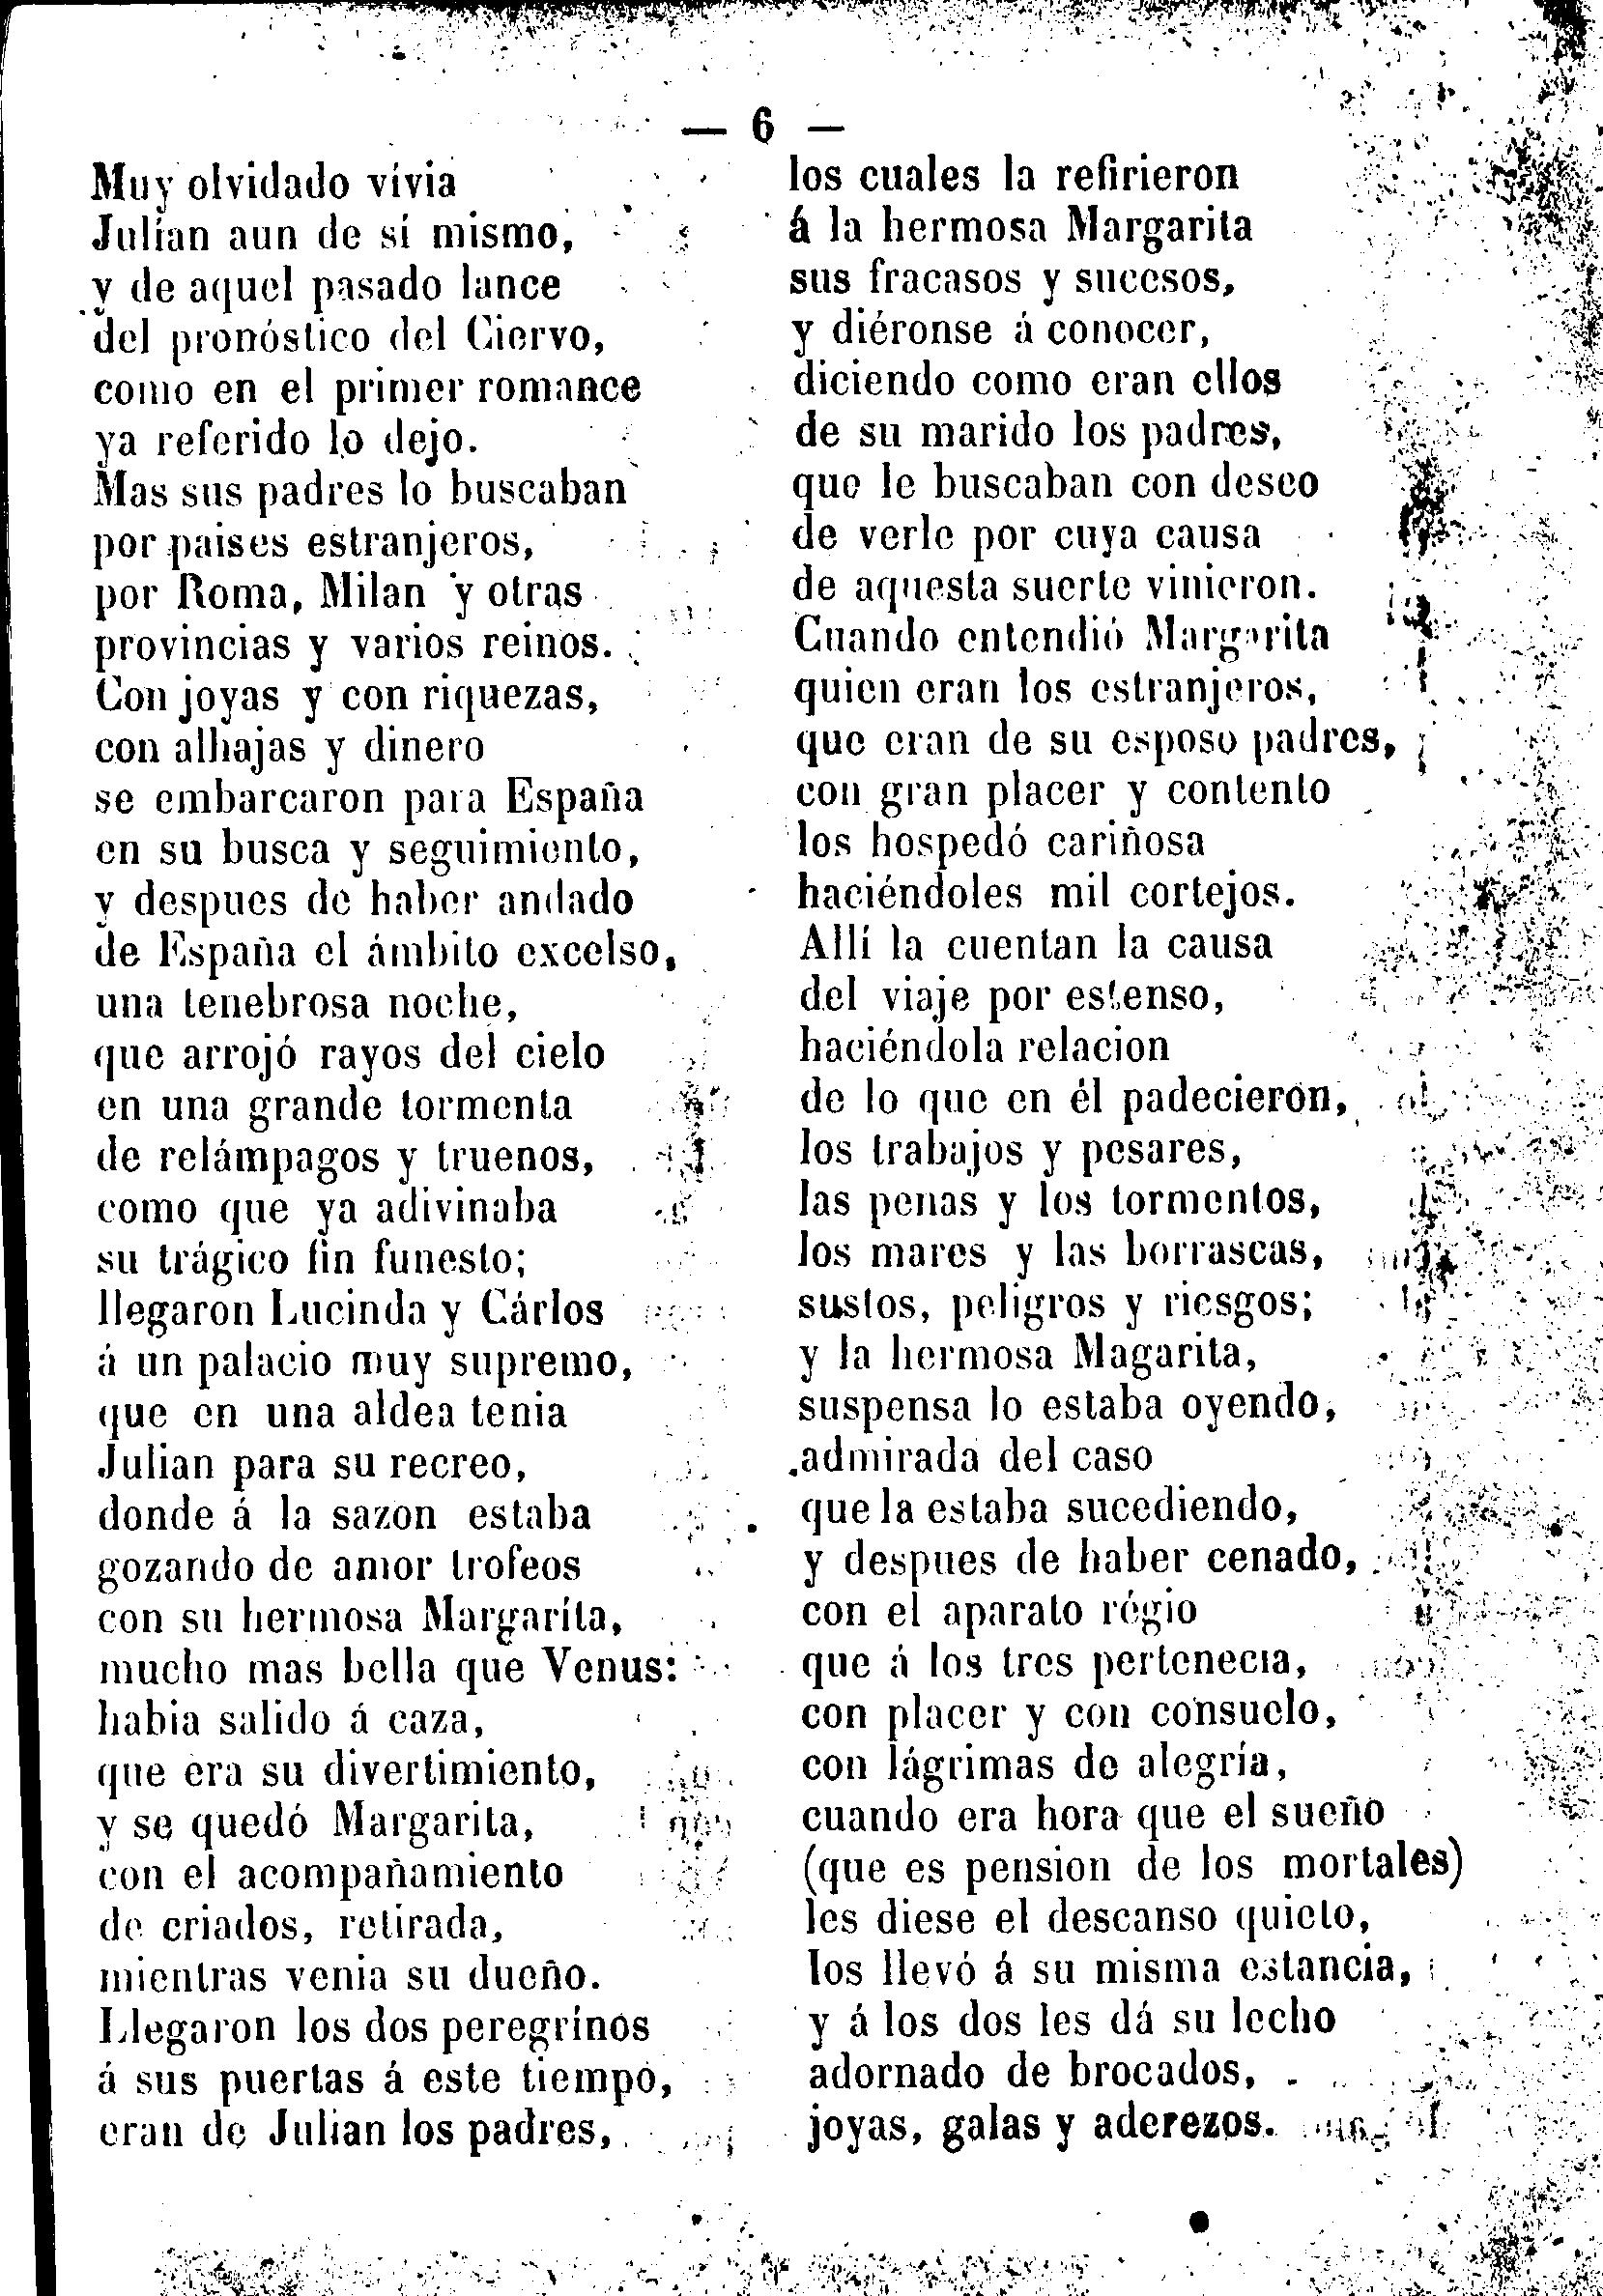 — 6 —
Muy olvidado vívia
Julían aun de sí mismo,
y de aquel pasado lance
del pronóstico del Ciervo,
como en el primer romance
ya referido lo dejo.
Mas sus padres lo buscaban
por paises estranjeros,
por Roma, Milan y otras
provincias y varios reinos.
Con joyas y con riquezas,
con alhajas y dinero
se embarcaron para España
en su busca y seguimiento,
y despues de haber andado
de España el ámbito excelso,
una tenebrosa noche,
que arrojó rayos del cielo
en una grande tormenta
de relámpagos y truenos,
como que ya adivinaba
su trágico fin funesto;
llegaron Lucinda y Cárlos
á un palacio muy supremo,
que en una aldea tenia
Julian para su recreo,
donde á la sazon estaba
gozando de amor trofeos
con su hermosa Margaríta,
mucho mas bella que Venus:
habia salido á caza,
que era su divertimiento,
y se quedó Margarita,
con el acompañamiento
de criados, retirada,
mientras venia su dueño.
Llegaron los dos peregrínos
á sus puertas á este tiempo,
eran de Julian los padres,
los cuales la refirieron
á la hermosa Margarita
sus fracasos y sucesos,
y diéronse á conocer,
diciendo como eran ellos
de su marido los padres,
que le buscaban con deseo
de verle por cuya causa
de aquesta suerte vinieron.
Cuando entendió Margarita
quien eran los estranjeros,
que eran de su esposo padres,
con gran placer y contento
los hospedó cariñosa
haciéndoles mil cortejos.
Allí la cuentan la causa
del viaje por estenso,
haciéndola relacion
de lo que en él padecieron,
los trabajos y pesares,
las penas y los tormentos,
los mares y las borrascas,
sustos, peligros y riesgos;
y la hermosa Magarita,
suspensa lo estaba oyendo,
admirada del caso
que la estaba sucediendo,
y despues de haber cenado,
con el aparato régio
que á los tres pertenecia,
con placer y con consuelo,
con lágrimas de alegría,
cuando era hora que el sueño
(que es pension de los mortales)
les diese el descanso quieto,
los llevó á su misma estancia,
y á los dos les dá su lecho
adornado de brocados,
joyas, galas y aderezos.